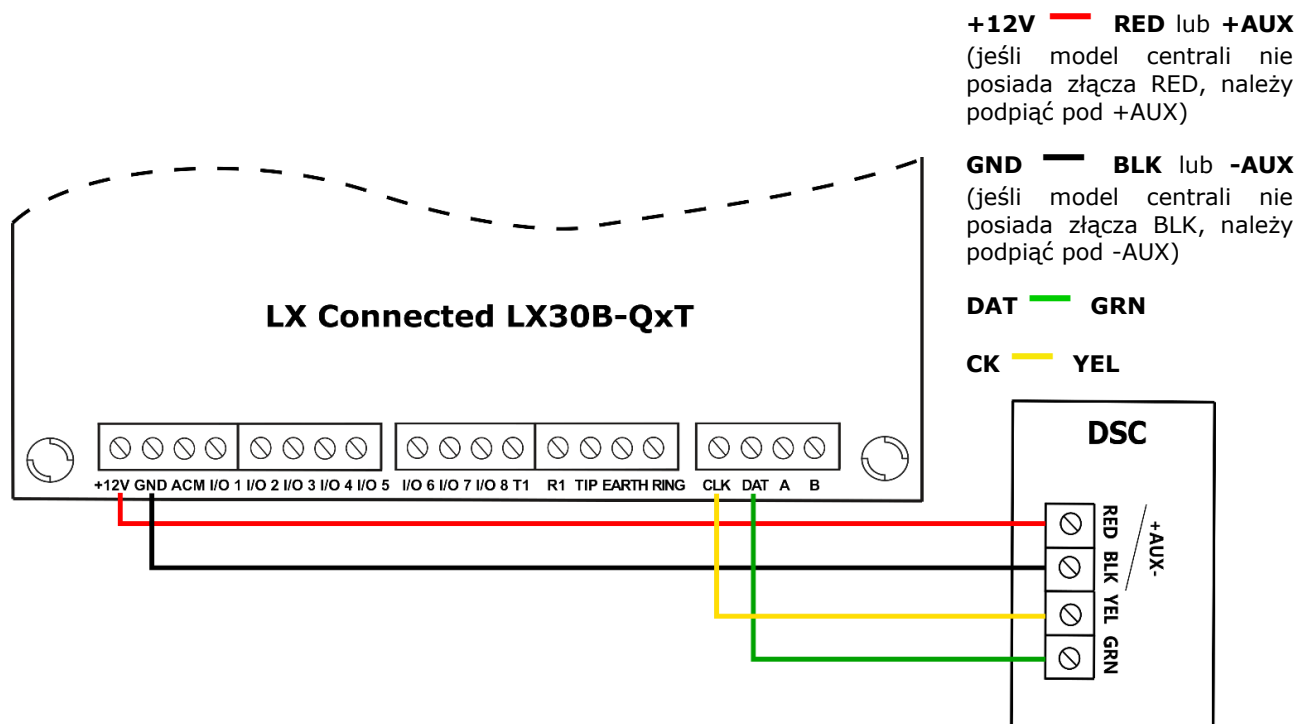 +12V RED lub +AUX
(jeśli model centrali nie
posiada złącza RED, należy
podpiąć pod +AUX)
GND BLK lub -AUX
(jeśli model centrali nie
posiada złącza BLK, należy
podpiąć pod -AUX)
DAT GRN
CK YEL
LX Connected LX30B-QxT
+12V GND ACM I/O 1 I/O 2 I/O 3 I/O 4 I/O 5 I/O 6 I/O 7 I/O 8 T1 R1 TIP EARTH RING CLK DAT A B
DSC
RED
BLK
YEL
GRN
+AUX-